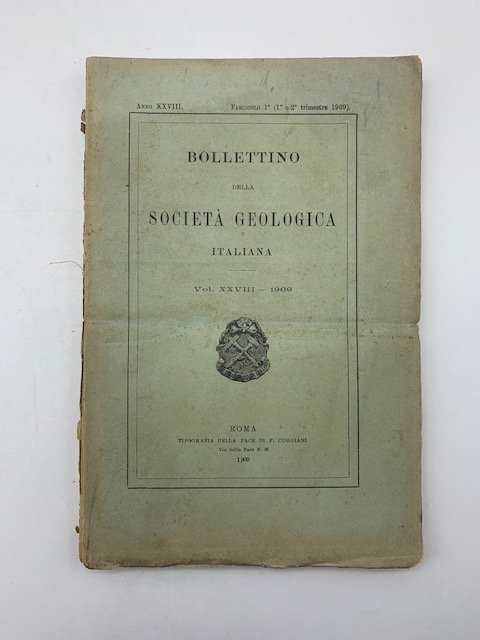 ANNO XXVIII. FASCICOLO 1° (1° e 2° trimestre 1909).
BOLLETTINO
DELLA
SOCIETÀ GEOLOGICA
ITALIANA
Vol. XXVIII – 1909
ROMA
TIPOGRAFIA DELLA PACE DI F. CUGGIANI
Via della Pace N. 35
1909